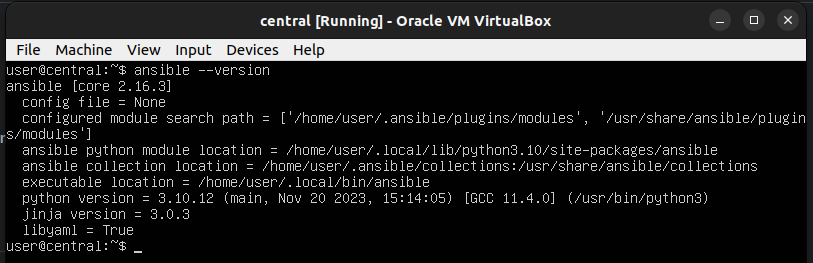 central [Running] - Oracle VM VirtualBox
File Machine View Input Devices Help
user@central:~$ ansible --version
ansible [core 2.16.3]
  config file = None
  configured module search path = ['/home/user/.ansible/plugins/modules', '/usr/share/ansible/plugin
s/modules']
  ansible python module location = /home/user/.local/lib/python3.10/site-packages/ansible
  ansible collection location = /home/user/.ansible/collections:/usr/share/ansible/collections
  executable location = /home/user/.local/bin/ansible
  python version = 3.10.12 (main, Nov 20 2023, 15:14:05) [GCC 11.4.0] (/usr/bin/python3)
  jinja version = 3.0.3
  libyaml = True
user@central:~$ _